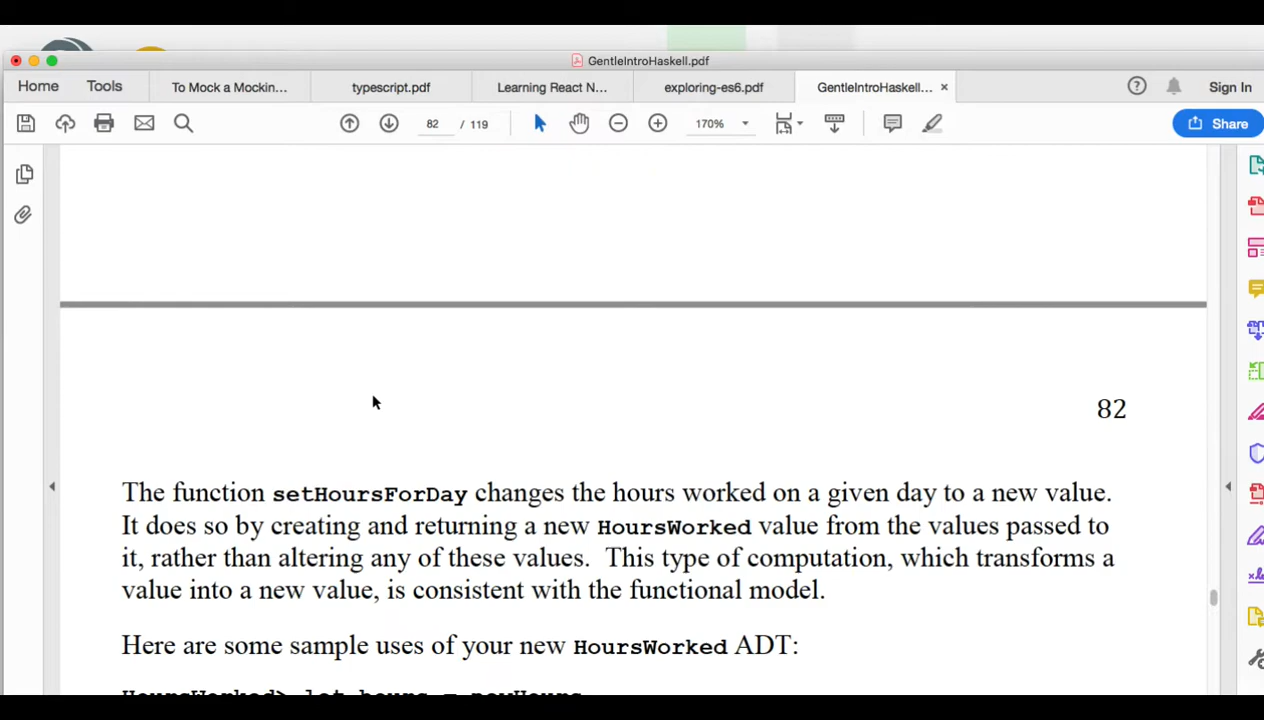 GentleIntroHaskell.pdf
Home Tools To Mock a Mockin... typescript.pdf Learning React N... exploring-es6.pdf GentleIntroHaskell... × ? Sign In
82 / 119 170% Share
82
The function setHoursForDay changes the hours worked on a given day to a new value.
It does so by creating and returning a new HoursWorked value from the values passed to
it, rather than altering any of these values. This type of computation, which transforms a
value into a new value, is consistent with the functional model.
Here are some sample uses of your new HoursWorked ADT:
HoursWorked> let hours = newHours